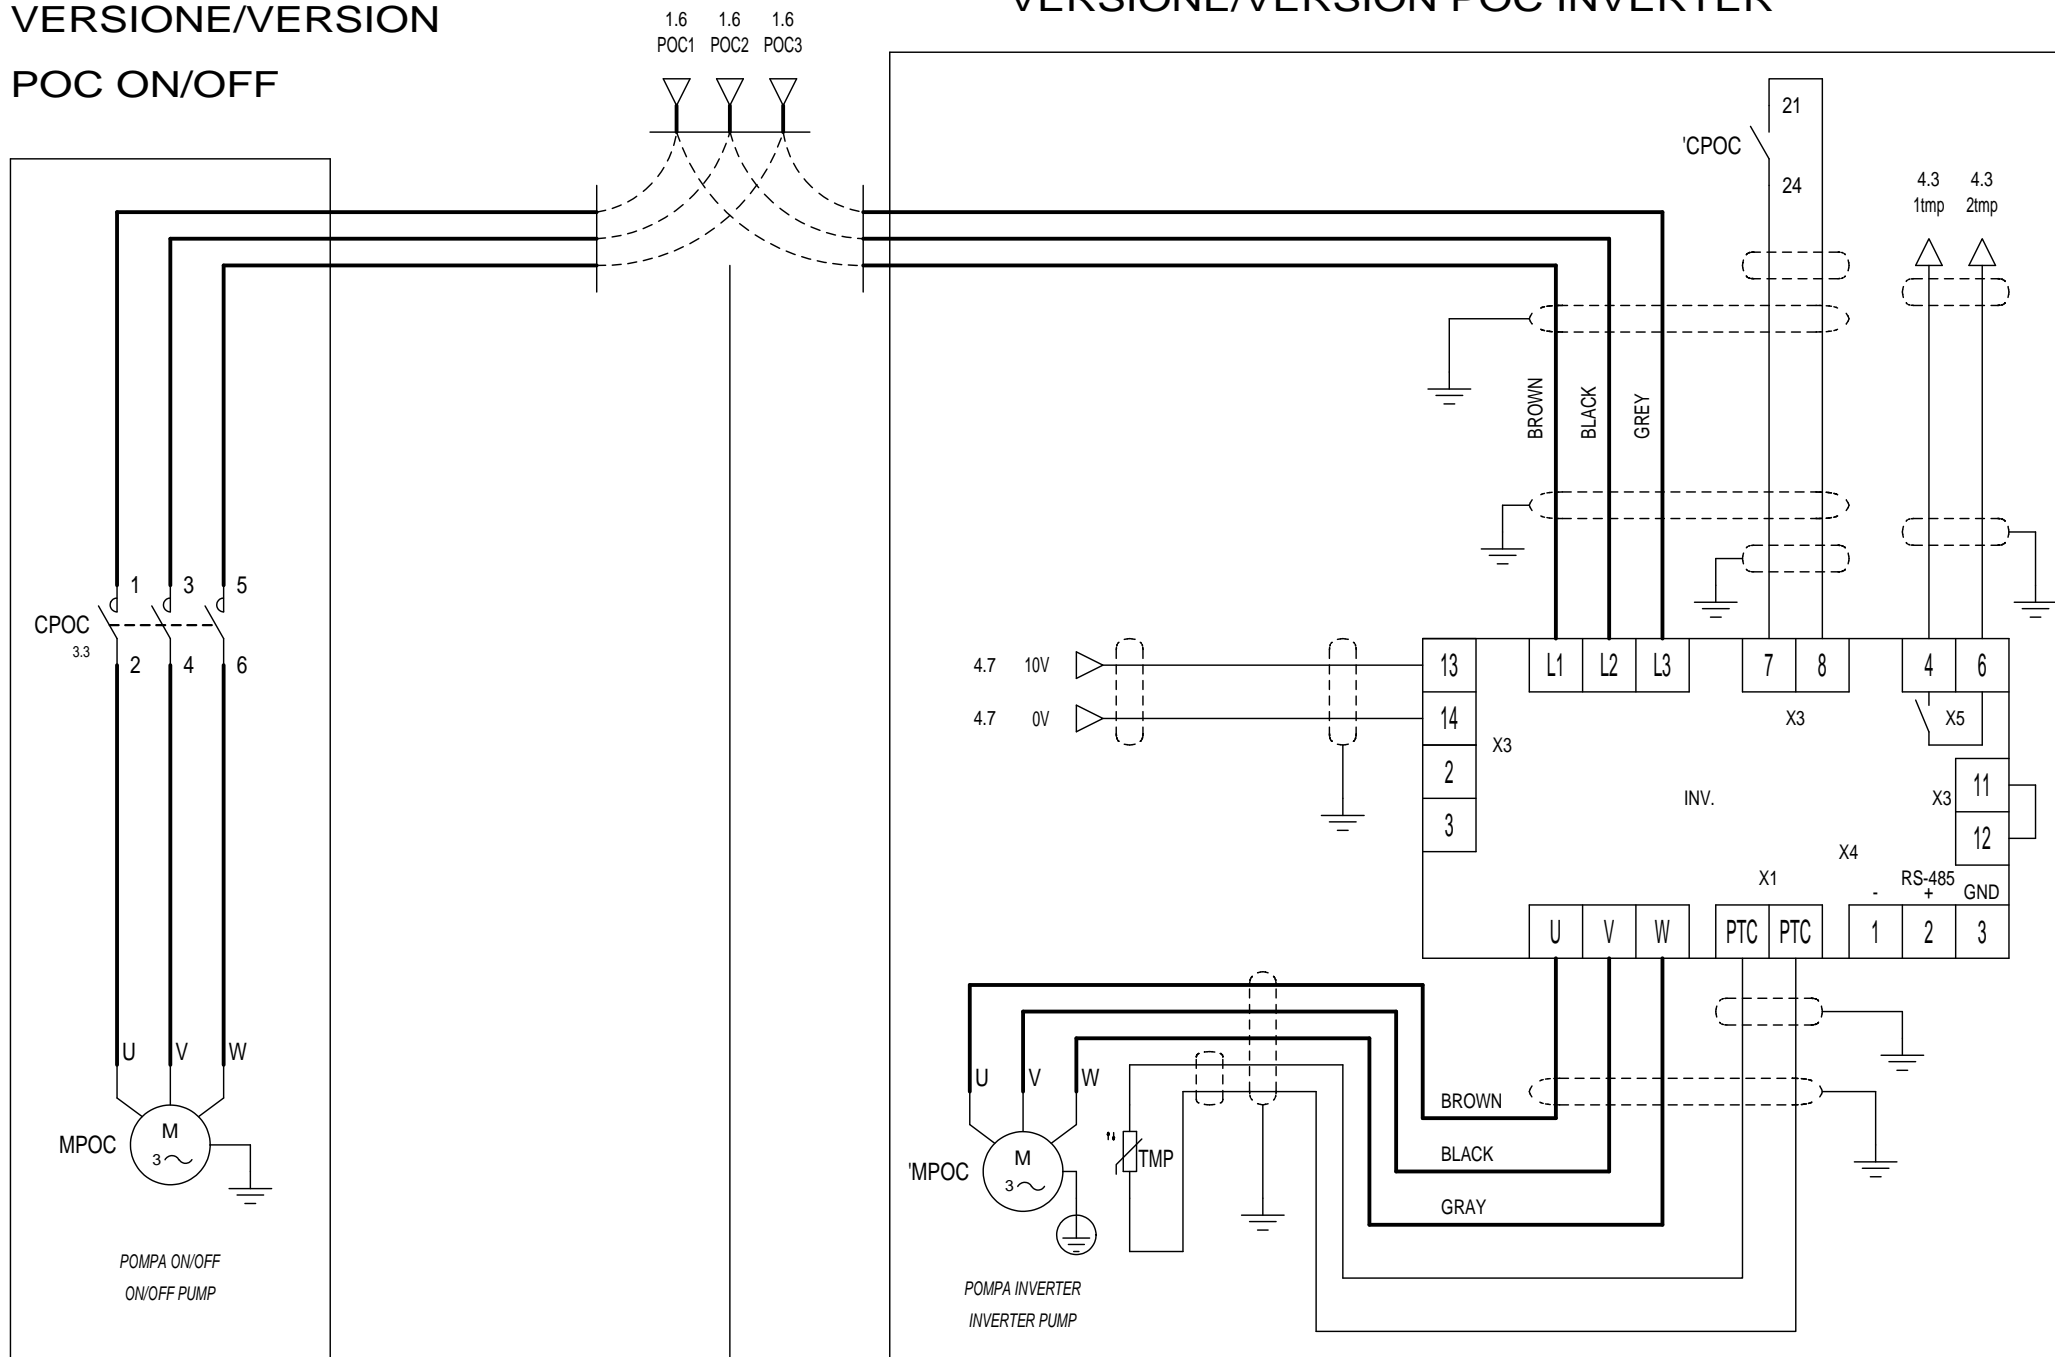 VERSIONE/VERSION
POC ON/OFF
VERSIONE/VERSION POC INVERTER
1.6 1.6 1.6
POC1 POC2 POC3
21
'CPOC
24
4.3 4.3
1tmp 2tmp
BROWN
BLACK
GREY
1 3 5
CPOC
3.3
2 4 6
4.7 10V
4.7 0V
13
14
2
3
X3
L1 L2 L3
7 8
X3
4 6
X5
INV.
X3
11
12
X4
X1
RS-485
- + GND
U V W
PTC PTC
1 2 3
U V W
MPOC
M
3
POMPA ON/OFF
ON/OFF PUMP
U V W
'MPOC
M
3
TMP
BROWN
BLACK
GRAY
POMPA INVERTER
INVERTER PUMP